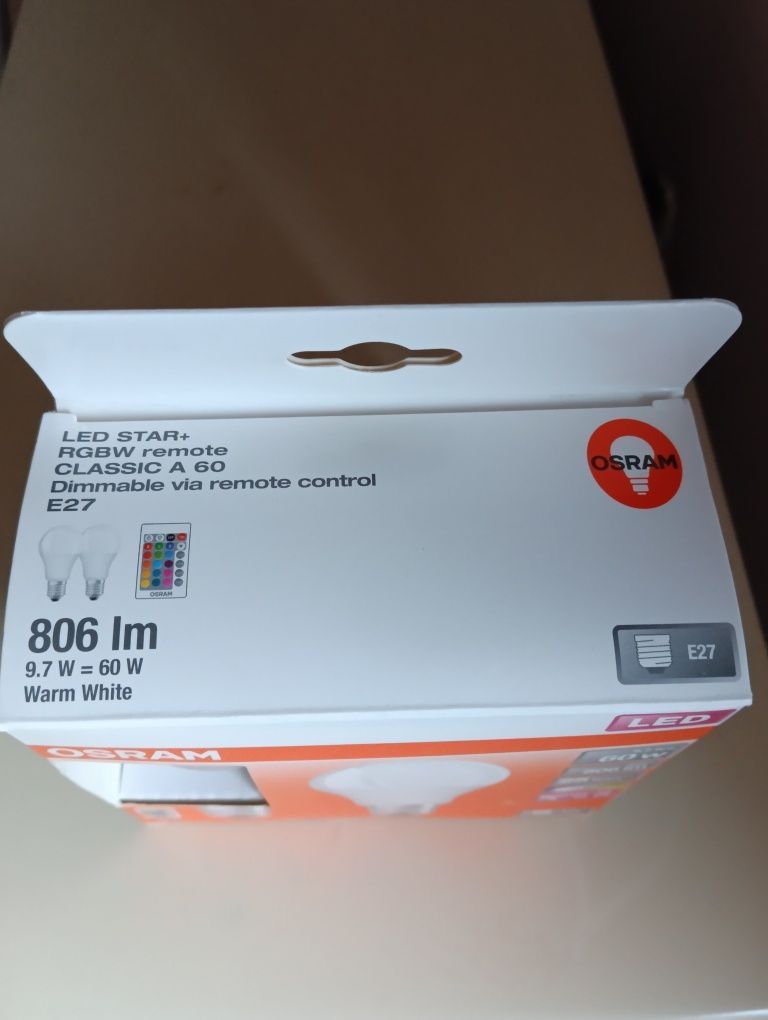 LED STAR+
RGBW remote
CLASSIC A 60
Dimmable via remote control
E27
OSRAM
OSRAM
806 lm
9.7 W = 60 W
Warm White
E27
LED
OSRAM
60 W